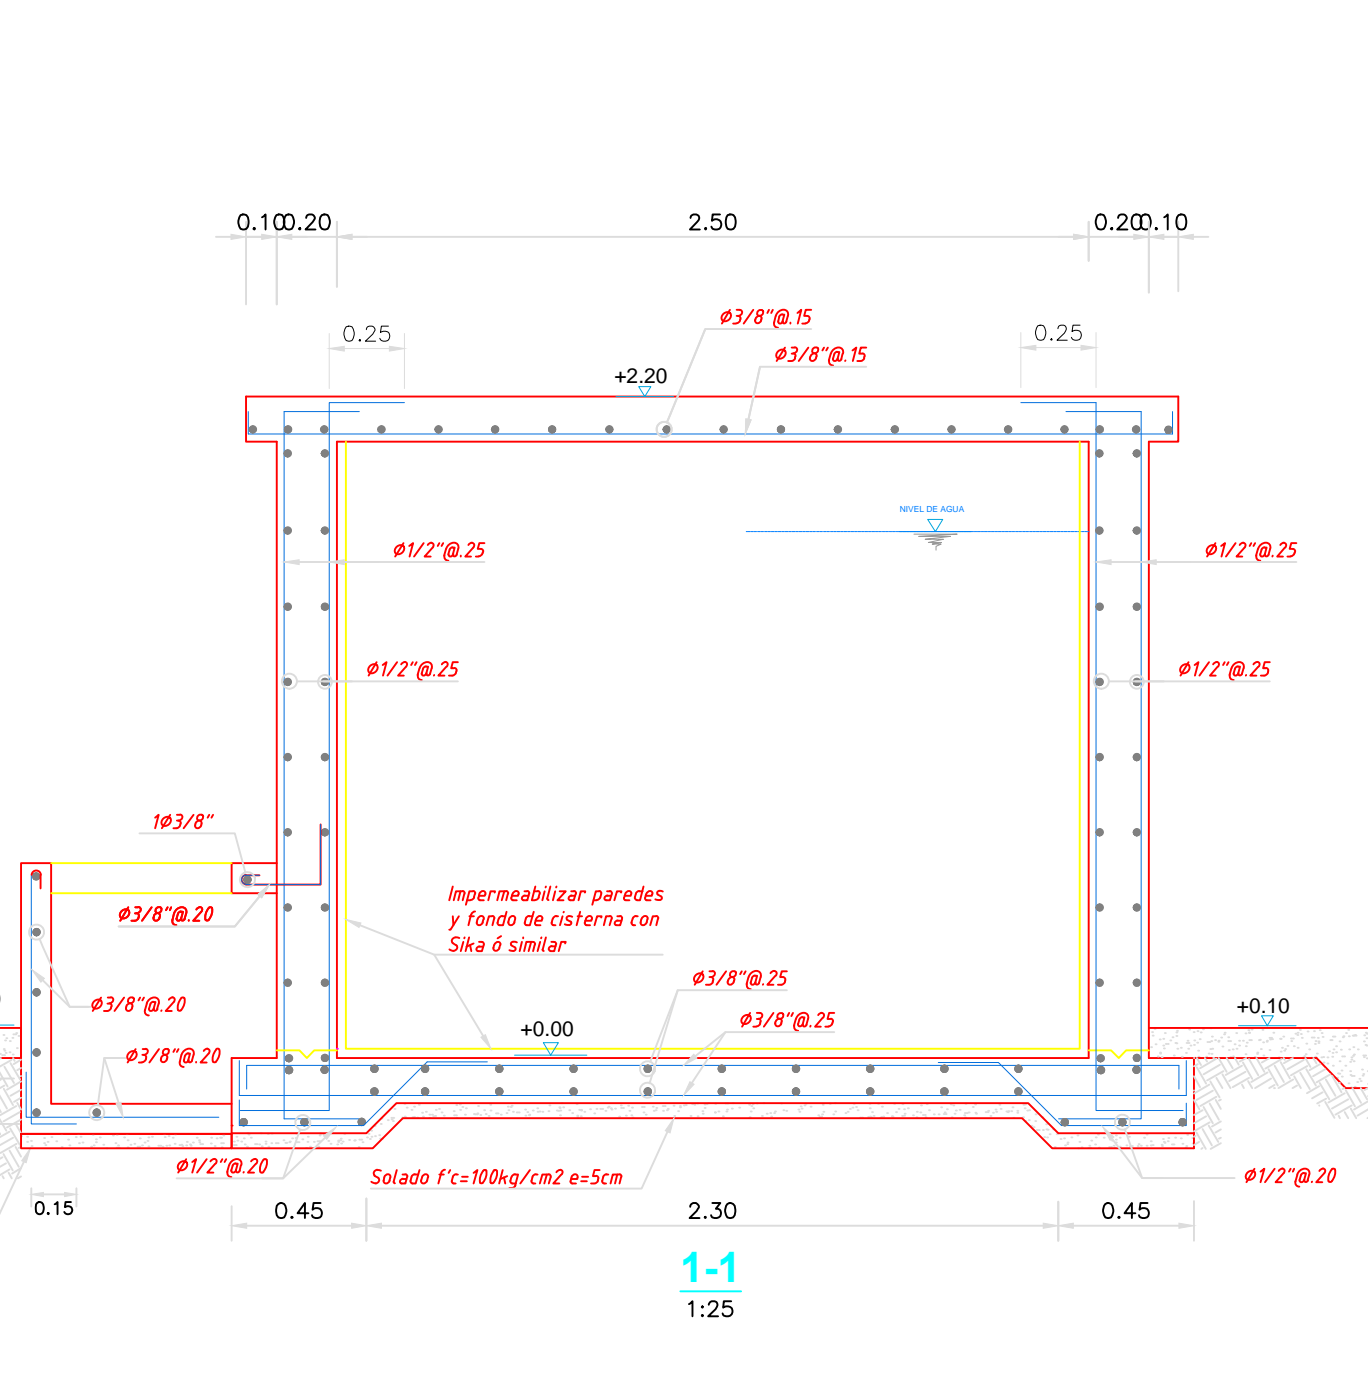 0.10 0.20 2.50 0.20 0.10
Ø3/8"@.15
0.25 0.25
Ø3/8"@.15
+2.20
NIVEL DE AGUA
Ø1/2"@.25 Ø1/2"@.25
Ø1/2"@.25 Ø1/2"@.25
1Ø3/8"
Impermeabilizar paredes
y fondo de cisterna con
Sika ó similar
Ø3/8"@.20
Ø3/8"@.25
Ø3/8"@.20
+0.10
Ø3/8"@.25
+0.00
Ø3/8"@.20
Ø1/2"@.20
Solado f'c=100kg/cm2 e=5cm
Ø1/2"@.20
0.15 0.45 2.30 0.45
1-1
1:25